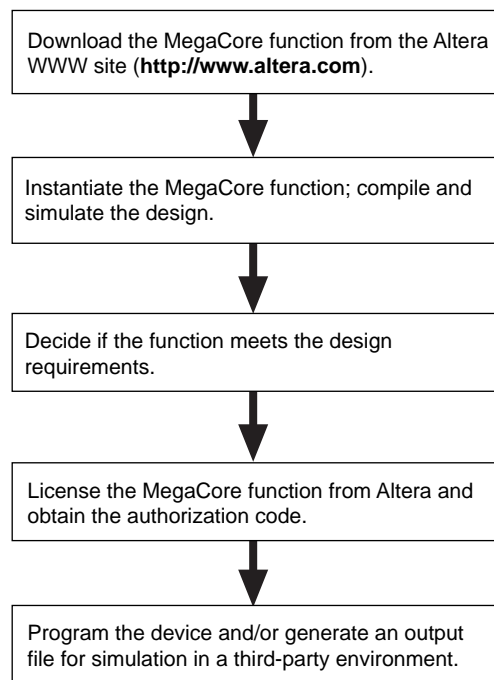 Download the MegaCore function from the Altera
WWW site (http://www.altera.com).
Instantiate the MegaCore function; compile and
simulate the design.
Decide if the function meets the design
requirements.
License the MegaCore function from Altera and
obtain the authorization code.
Program the device and/or generate an output
file for simulation in a third-party environment.